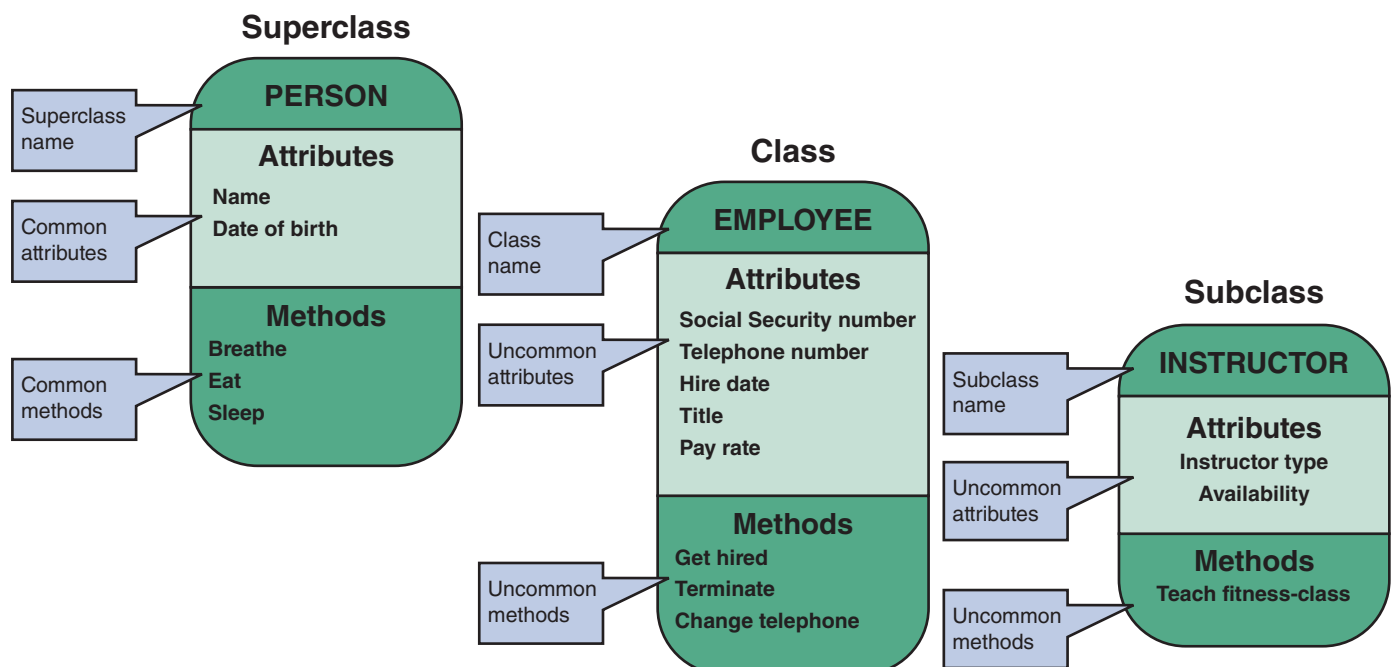 Superclass
PERSON
Superclass
name
Attributes
Name
Date of birth
Common
attributes
Methods
Breathe
Eat
Sleep
Common
methods
Class
EMPLOYEE
Class
name
Attributes
Social Security number
Telephone number
Hire date
Title
Pay rate
Uncommon
attributes
Methods
Get hired
Terminate
Change telephone
Uncommon
methods
Subclass
INSTRUCTOR
Subclass
name
Attributes
Instructor type
Availability
Uncommon
attributes
Methods
Teach fitness-class
Uncommon
methods